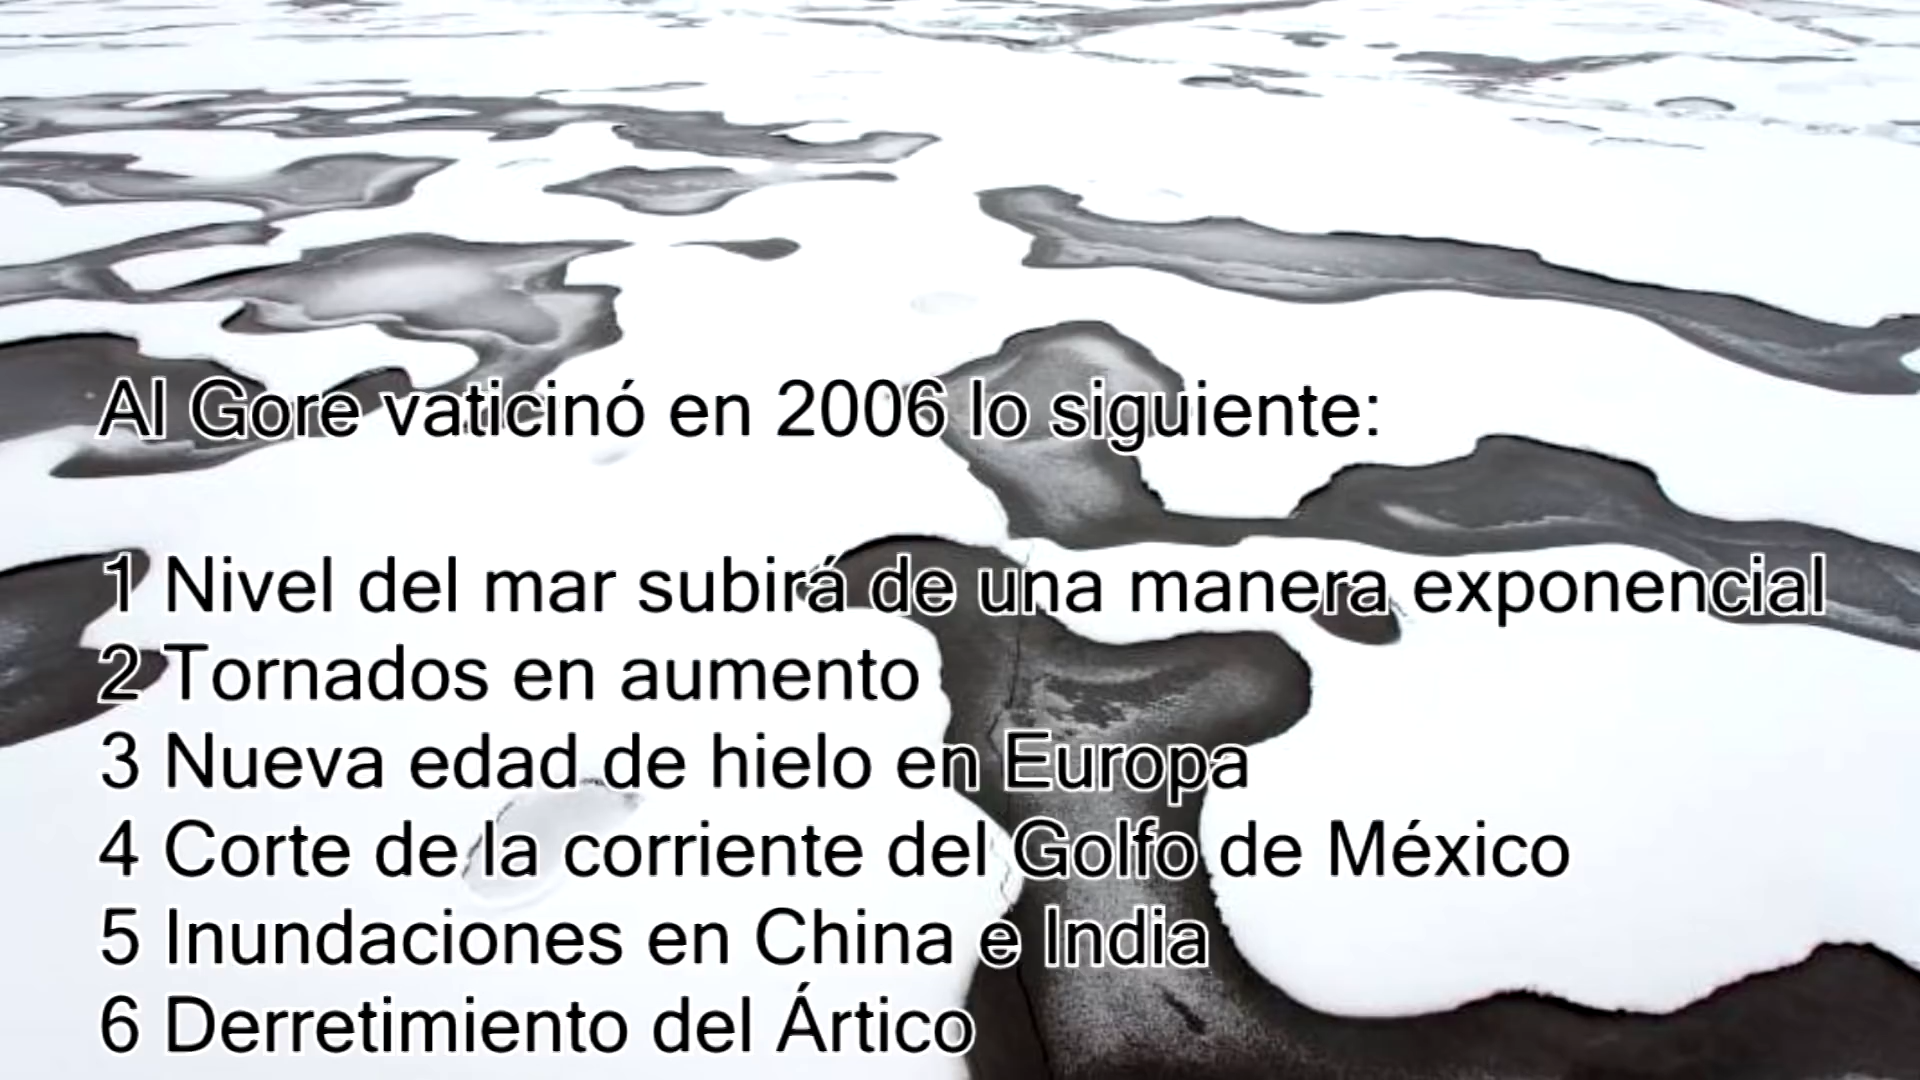 Al Gore vaticinó en 2006 lo siguiente:
1 Nivel del mar subirá de una manera exponencial
2 Tornados en aumento
3 Nueva edad de hielo en Europa
4 Corte de la corriente del Golfo de México
5 Inundaciones en China e India
6 Derretimiento del Ártico